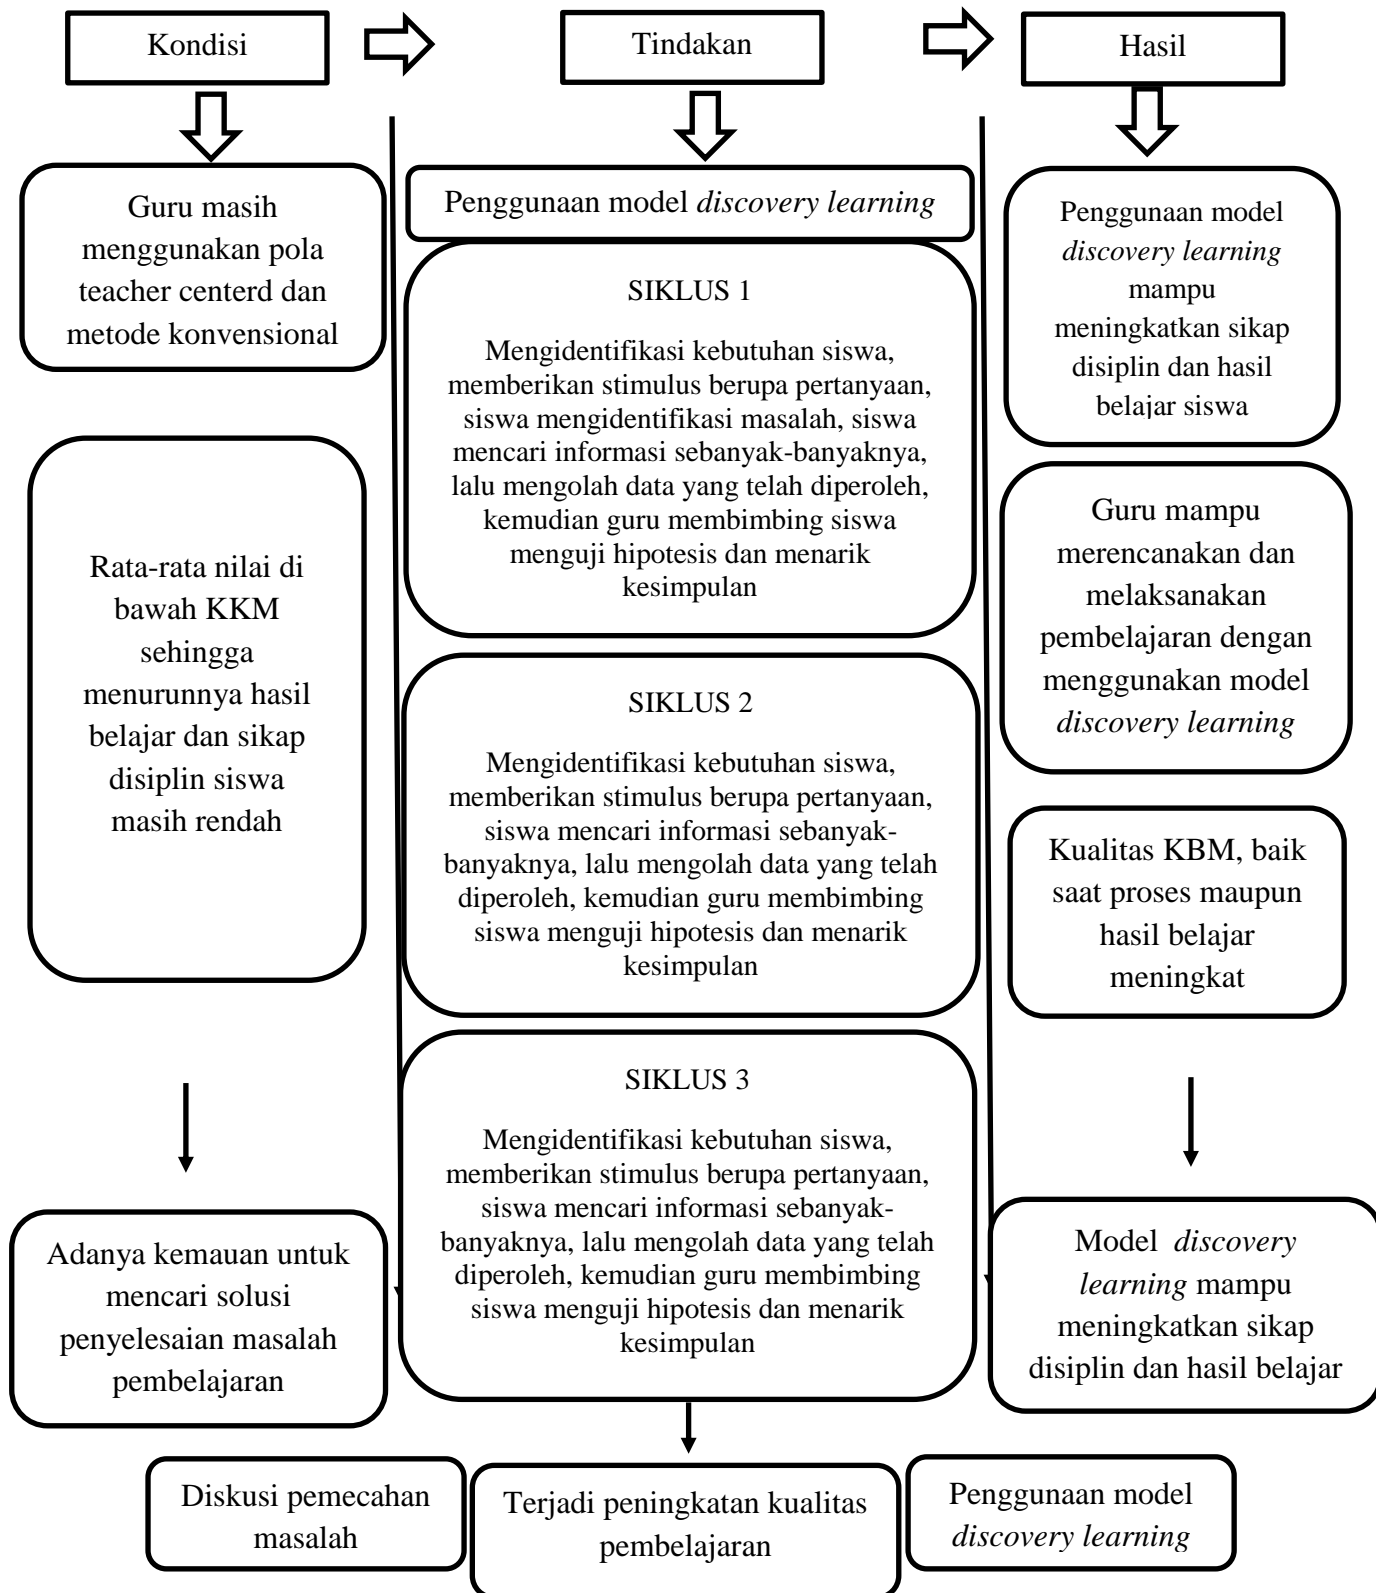 Kondisi
Tindakan
Hasil
Guru masih
menggunakan pola
teacher centerd dan
metode konvensional
Rata-rata nilai di
bawah KKM
sehingga
menurunnya hasil
belajar dan sikap
disiplin siswa
masih rendah
Adanya kemauan untuk
mencari solusi
penyelesaian masalah
pembelajaran
Penggunaan model discovery learning
SIKLUS 1
Mengidentifikasi kebutuhan siswa,
memberikan stimulus berupa pertanyaan,
siswa mengidentifikasi masalah, siswa
mencari informasi sebanyak-banyaknya,
lalu mengolah data yang telah diperoleh,
kemudian guru membimbing siswa
menguji hipotesis dan menarik
kesimpulan
SIKLUS 2
Mengidentifikasi kebutuhan siswa,
memberikan stimulus berupa pertanyaan,
siswa mencari informasi sebanyak-
banyaknya, lalu mengolah data yang telah
diperoleh, kemudian guru membimbing
siswa menguji hipotesis dan menarik
kesimpulan
SIKLUS 3
Mengidentifikasi kebutuhan siswa,
memberikan stimulus berupa pertanyaan,
siswa mencari informasi sebanyak-
banyaknya, lalu mengolah data yang telah
diperoleh, kemudian guru membimbing
siswa menguji hipotesis dan menarik
kesimpulan
Penggunaan model
discovery learning
mampu
meningkatkan sikap
disiplin dan hasil
belajar siswa
Guru mampu
merencanakan dan
melaksanakan
pembelajaran dengan
menggunakan model
discovery learning
Kualitas KBM, baik
saat proses maupun
hasil belajar
meningkat
Model discovery
learning mampu
meningkatkan sikap
disiplin dan hasil belajar
Diskusi pemecahan
masalah
Terjadi peningkatan kualitas
pembelajaran
Penggunaan model
discovery learning